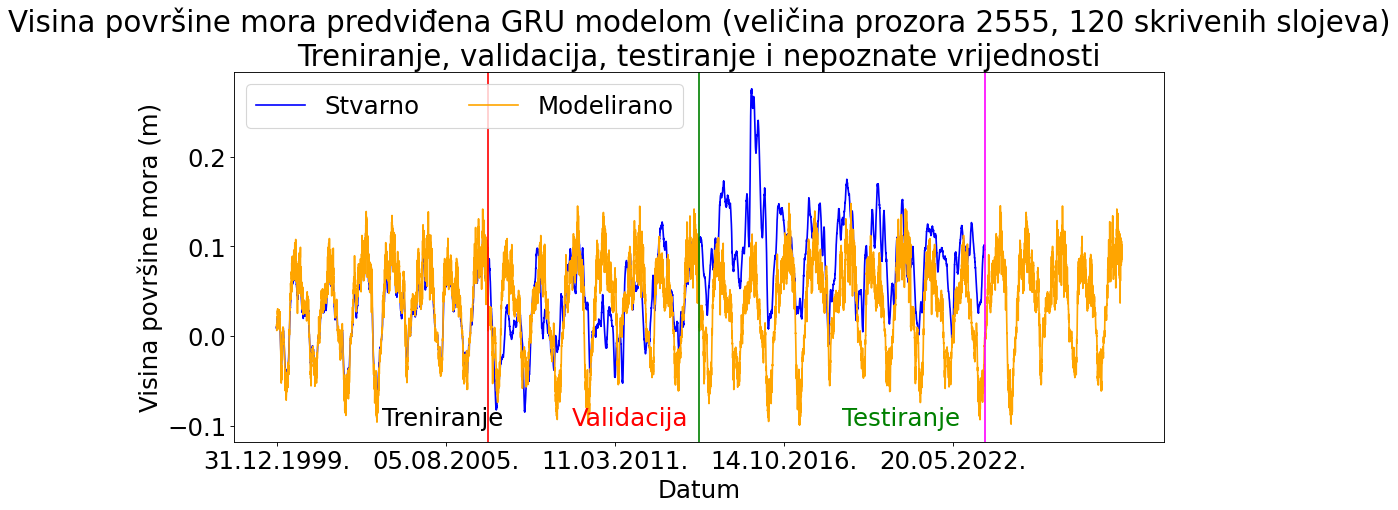 Visina površine mora predviđena GRU modelom (veličina prozora 2555, 120 skrivenih slojeva)
Treniranje, validacija, testiranje i nepoznate vrijednosti
Stvarno Modelirano
Visina površine mora (m)
0.2
0.1
0.0
−0.1
Treniranje Validacija Testiranje
31.12.1999. 05.08.2005. 11.03.2011. 14.10.2016. 20.05.2022.
Datum